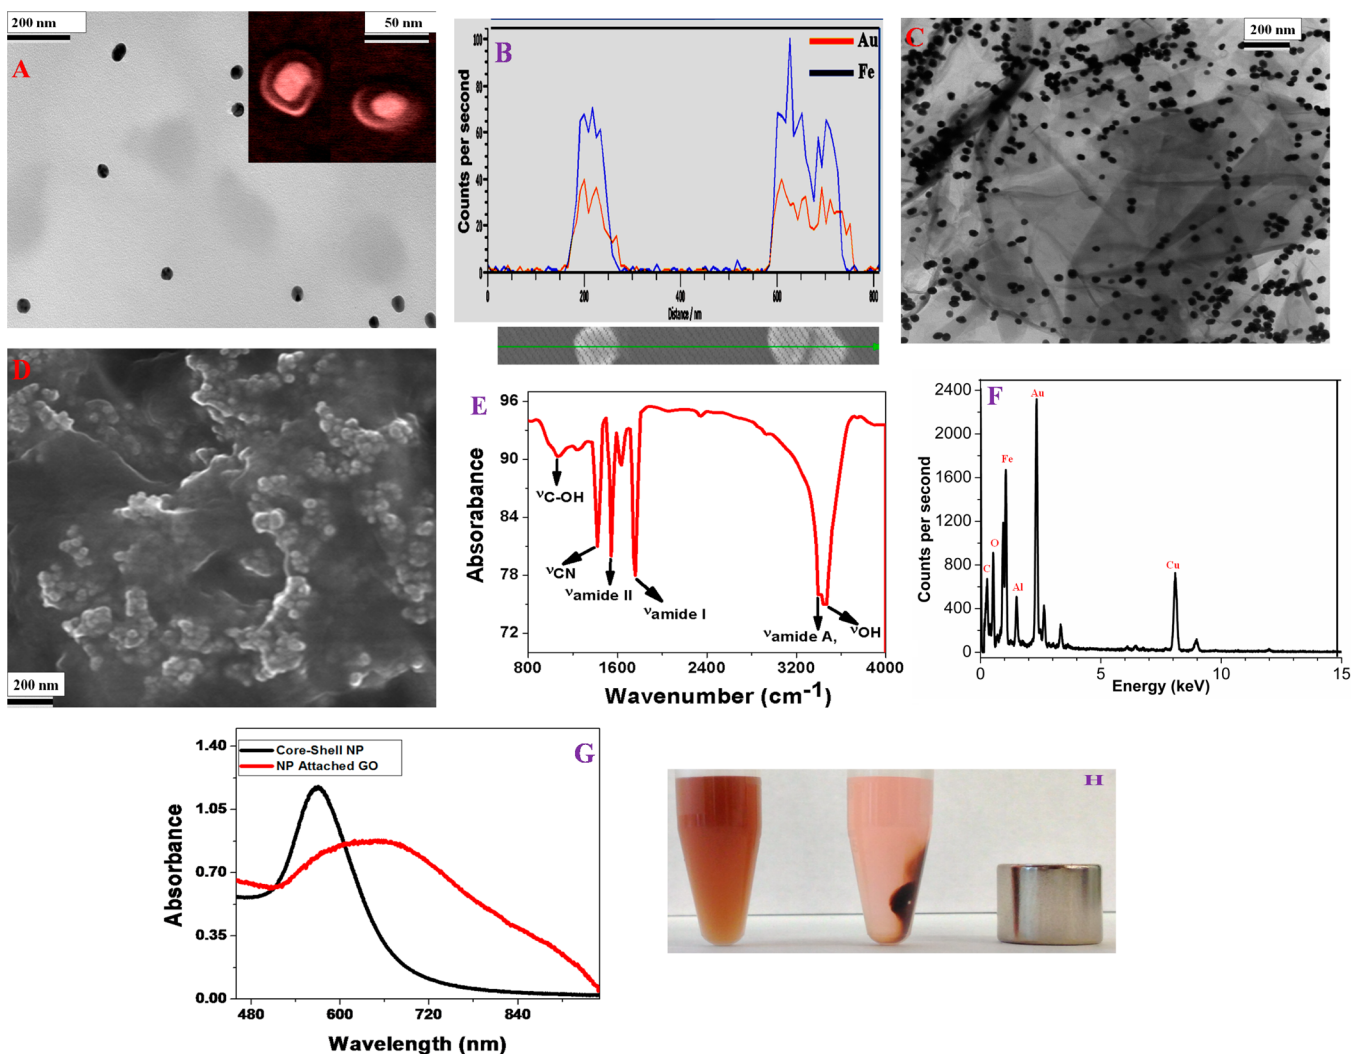 200 nm
50 nm
A
B
Au
Fe
Counts per second
100
80
60
40
20
0
0
200
400
600
800
Distance / nm
C
200 nm
D
200 nm
E
96
90
84
78
72
Absorabance
νC-OH
νCN
νamide II
νamide I
νamide A,
νOH
800
1600
2400
3200
4000
Wavenumber (cm-1)
F
2400
2000
1600
1200
800
400
0
Counts per second
C
O
Fe
Al
Au
Cu
0
5
10
15
Energy (keV)
G
Core-Shell NP
NP Attached GO
1.40
1.05
0.70
0.35
0.00
Absorbance
480
600
720
840
Wavelength (nm)
H